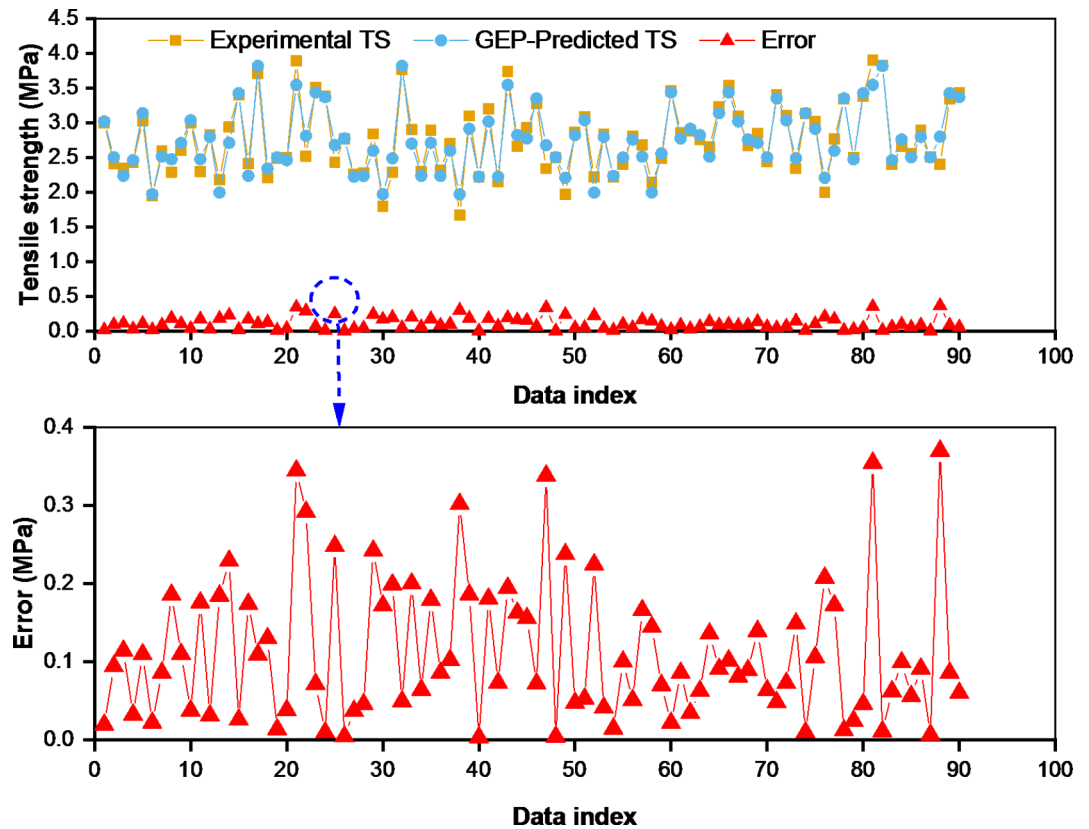 Experimental TS GEP-Predicted TS Error
Tensile strength (MPa)
4.5
4.0
3.5
3.0
2.5
2.0
1.5
1.0
0.5
0.0
0 10 20 30 40 50 60 70 80 90 100
Data index
Error (MPa)
0.4
0.3
0.2
0.1
0.0
0 10 20 30 40 50 60 70 80 90 100
Data index